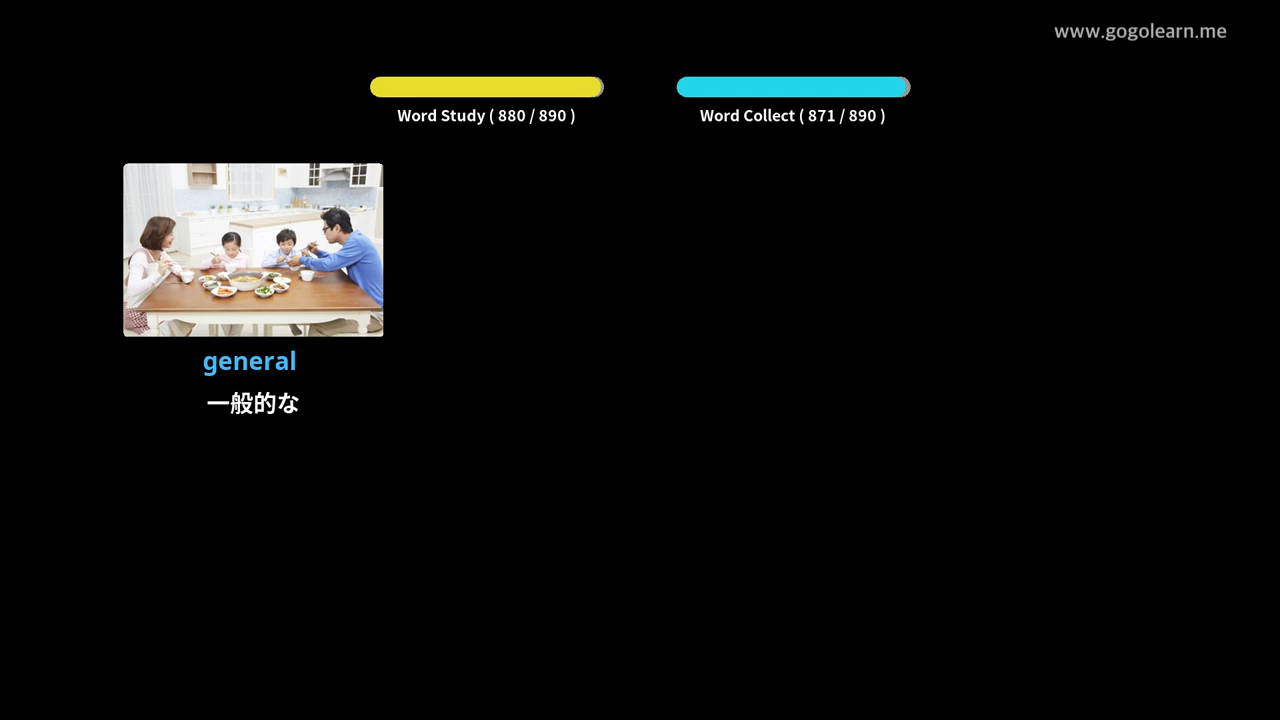 www.gogolearn.me
Word Study ( 880 / 890 )
Word Collect ( 871 / 890 )
general
一般的な